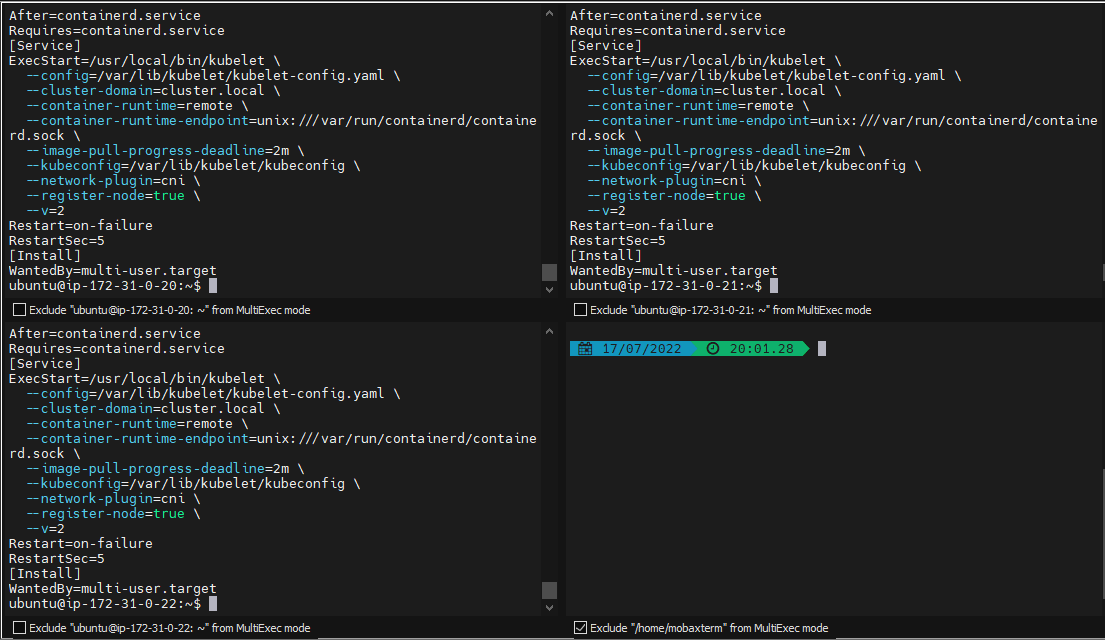 After=containerd.service
Requires=containerd.service
[Service]
ExecStart=/usr/local/bin/kubelet \
  --config=/var/lib/kubelet/kubelet-config.yaml \
  --cluster-domain=cluster.local \
  --container-runtime=remote \
  --container-runtime-endpoint=unix:///var/run/containerd/containe
rd.sock \
  --image-pull-progress-deadline=2m \
  --kubeconfig=/var/lib/kubelet/kubeconfig \
  --network-plugin=cni \
  --register-node=true \
  --v=2
Restart=on-failure
RestartSec=5
[Install]
WantedBy=multi-user.target
ubuntu@ip-172-31-0-20:~$
Exclude "ubuntu@ip-172-31-0-20: ~" from MultiExec mode
After=containerd.service
Requires=containerd.service
[Service]
ExecStart=/usr/local/bin/kubelet \
  --config=/var/lib/kubelet/kubelet-config.yaml \
  --cluster-domain=cluster.local \
  --container-runtime=remote \
  --container-runtime-endpoint=unix:///var/run/containerd/containe
rd.sock \
  --image-pull-progress-deadline=2m \
  --kubeconfig=/var/lib/kubelet/kubeconfig \
  --network-plugin=cni \
  --register-node=true \
  --v=2
Restart=on-failure
RestartSec=5
[Install]
WantedBy=multi-user.target
ubuntu@ip-172-31-0-21:~$
Exclude "ubuntu@ip-172-31-0-21: ~" from MultiExec mode
After=containerd.service
Requires=containerd.service
[Service]
ExecStart=/usr/local/bin/kubelet \
  --config=/var/lib/kubelet/kubelet-config.yaml \
  --cluster-domain=cluster.local \
  --container-runtime=remote \
  --container-runtime-endpoint=unix:///var/run/containerd/containe
rd.sock \
  --image-pull-progress-deadline=2m \
  --kubeconfig=/var/lib/kubelet/kubeconfig \
  --network-plugin=cni \
  --register-node=true \
  --v=2
Restart=on-failure
RestartSec=5
[Install]
WantedBy=multi-user.target
ubuntu@ip-172-31-0-22:~$
Exclude "ubuntu@ip-172-31-0-22: ~" from MultiExec mode
17/07/2022 20:01.28
Exclude "/home/mobaxterm" from MultiExec mode